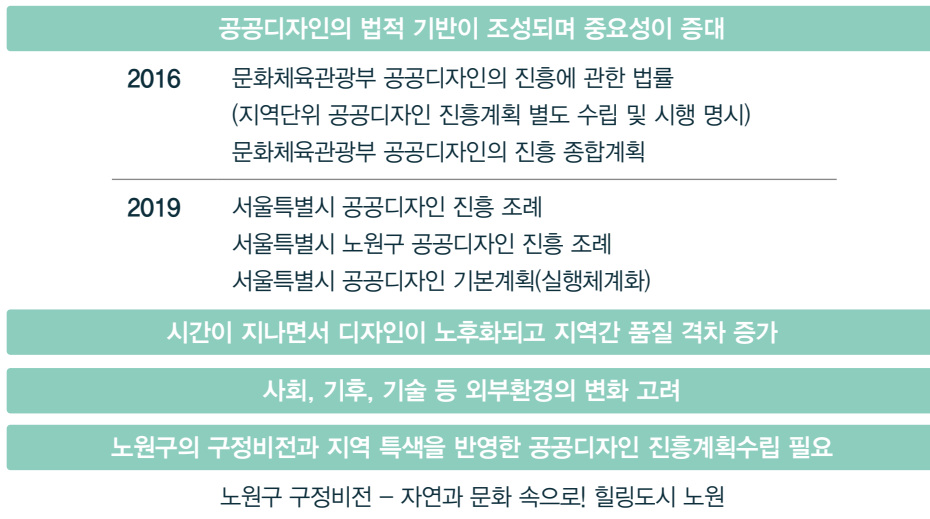 공공디자인의 법적 기반이 조성되며 중요성이 증대
2016 문화체육관광부 공공디자인의 진흥에 관한 법률
(지역단위 공공디자인 진흥계획 별도 수립 및 시행 명시)
문화체육관광부 공공디자인의 진흥 종합계획
2019 서울특별시 공공디자인 진흥 조례
서울특별시 노원구 공공디자인 진흥 조례
서울특별시 공공디자인 기본계획(실행체계화)
시간이 지나면서 디자인이 노후화되고 지역간 품질 격차 증가
사회, 기후, 기술 등 외부환경의 변화 고려
노원구의 구정비전과 지역 특색을 반영한 공공디자인 진흥계획수립 필요
노원구 구정비전 – 자연과 문화 속으로! 힐링도시 노원